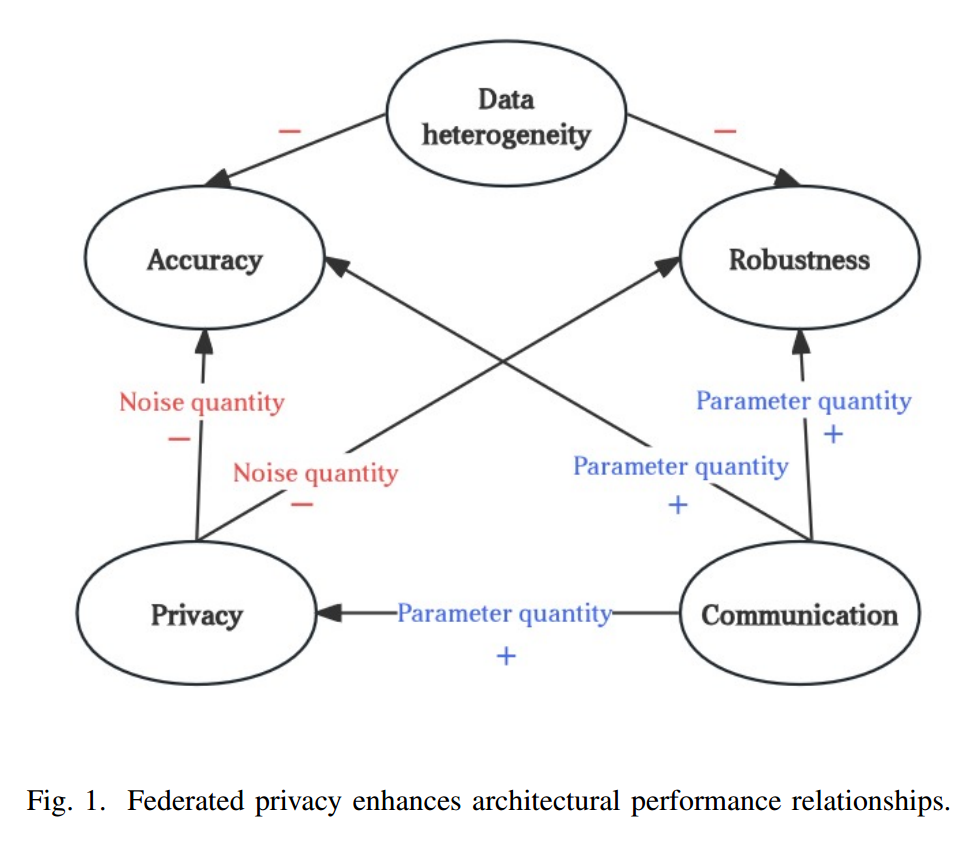 Data
heterogeneity
−
−
Accuracy
Robustness
Noise quantity
−
Parameter quantity
+
Noise quantity
−
Parameter quantity
+
Privacy
Parameter quantity
+
Communication
Fig. 1. Federated privacy enhances architectural performance relationships.